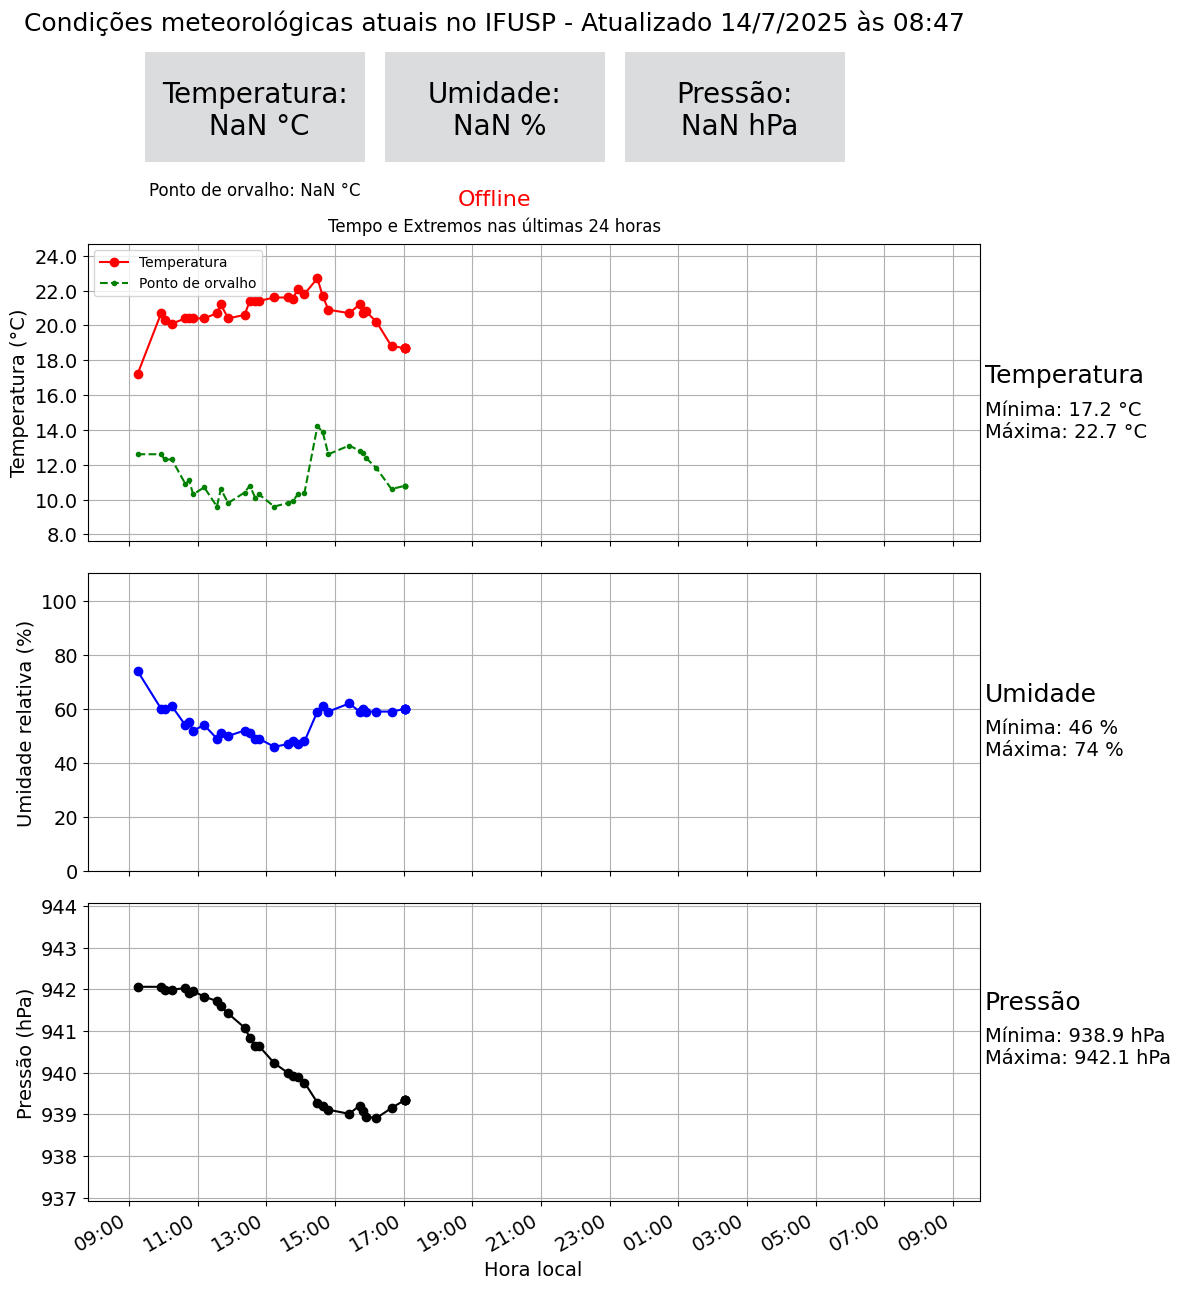 Condições meteorológicas atuais no IFUSP - Atualizado 14/7/2025 às 08:47
Temperatura:
NaN °C
Umidade:
NaN %
Pressão:
NaN hPa
Ponto de orvalho: NaN °C
Offline
Tempo e Extremos nas últimas 24 horas
Temperatura
Ponto de orvalho
Temperatura (°C)
24.0
22.0
20.0
18.0
16.0
14.0
12.0
10.0
8.0
Temperatura
Mínima: 17.2 °C
Máxima: 22.7 °C
Umidade relativa (%)
100
80
60
40
20
0
Umidade
Mínima: 46 %
Máxima: 74 %
Pressão (hPa)
944
943
942
941
940
939
938
937
Pressão
Mínima: 938.9 hPa
Máxima: 942.1 hPa
09:00
11:00
13:00
15:00
17:00
19:00
21:00
23:00
01:00
03:00
05:00
07:00
09:00
Hora local